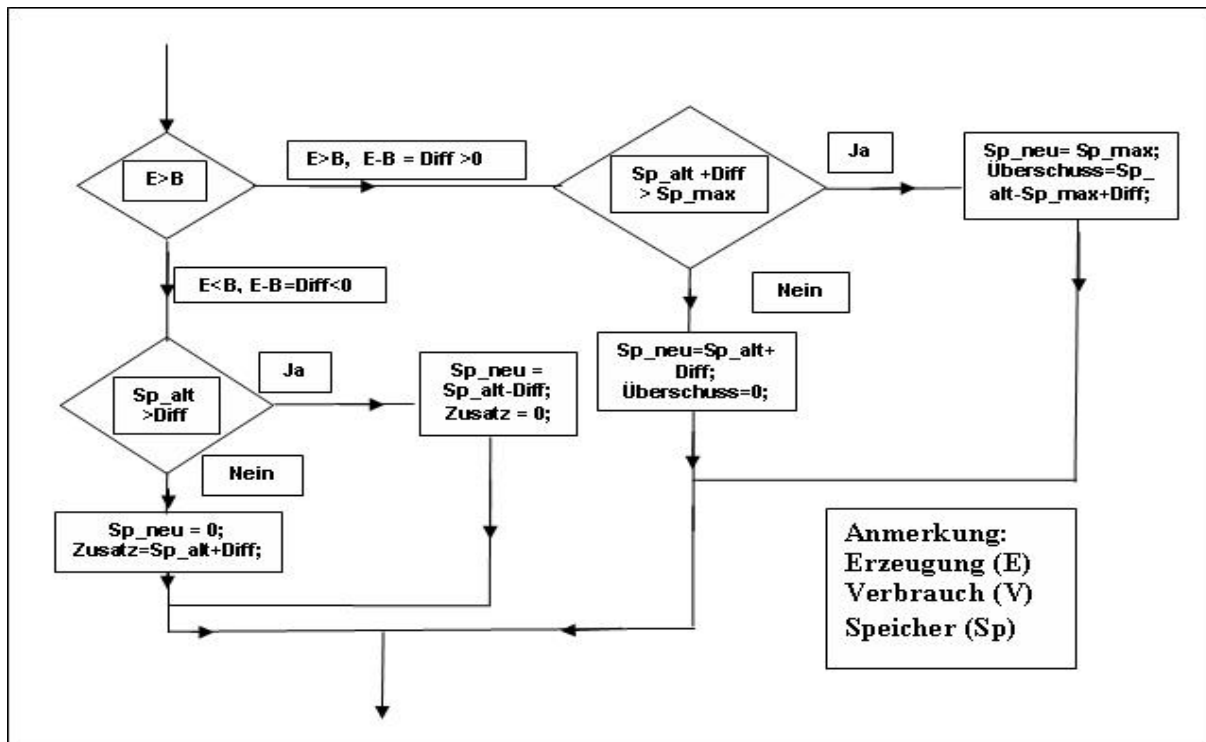 E>B
E>B, E-B = Diff >0
Sp_alt +Diff
> Sp_max
Ja
Sp_neu= Sp_max;
Überschuss=Sp_
alt-Sp_max+Diff;
E<B, E-B=Diff<0
Nein
Sp_neu=Sp_alt+
Diff;
Überschuss=0;
Sp_alt
>Diff
Ja
Sp_neu =
Sp_alt-Diff;
Zusatz = 0;
Nein
Sp_neu = 0;
Zusatz=Sp_alt+Diff;
Anmerkung:
Erzeugung (E)
Verbrauch (V)
Speicher (Sp)